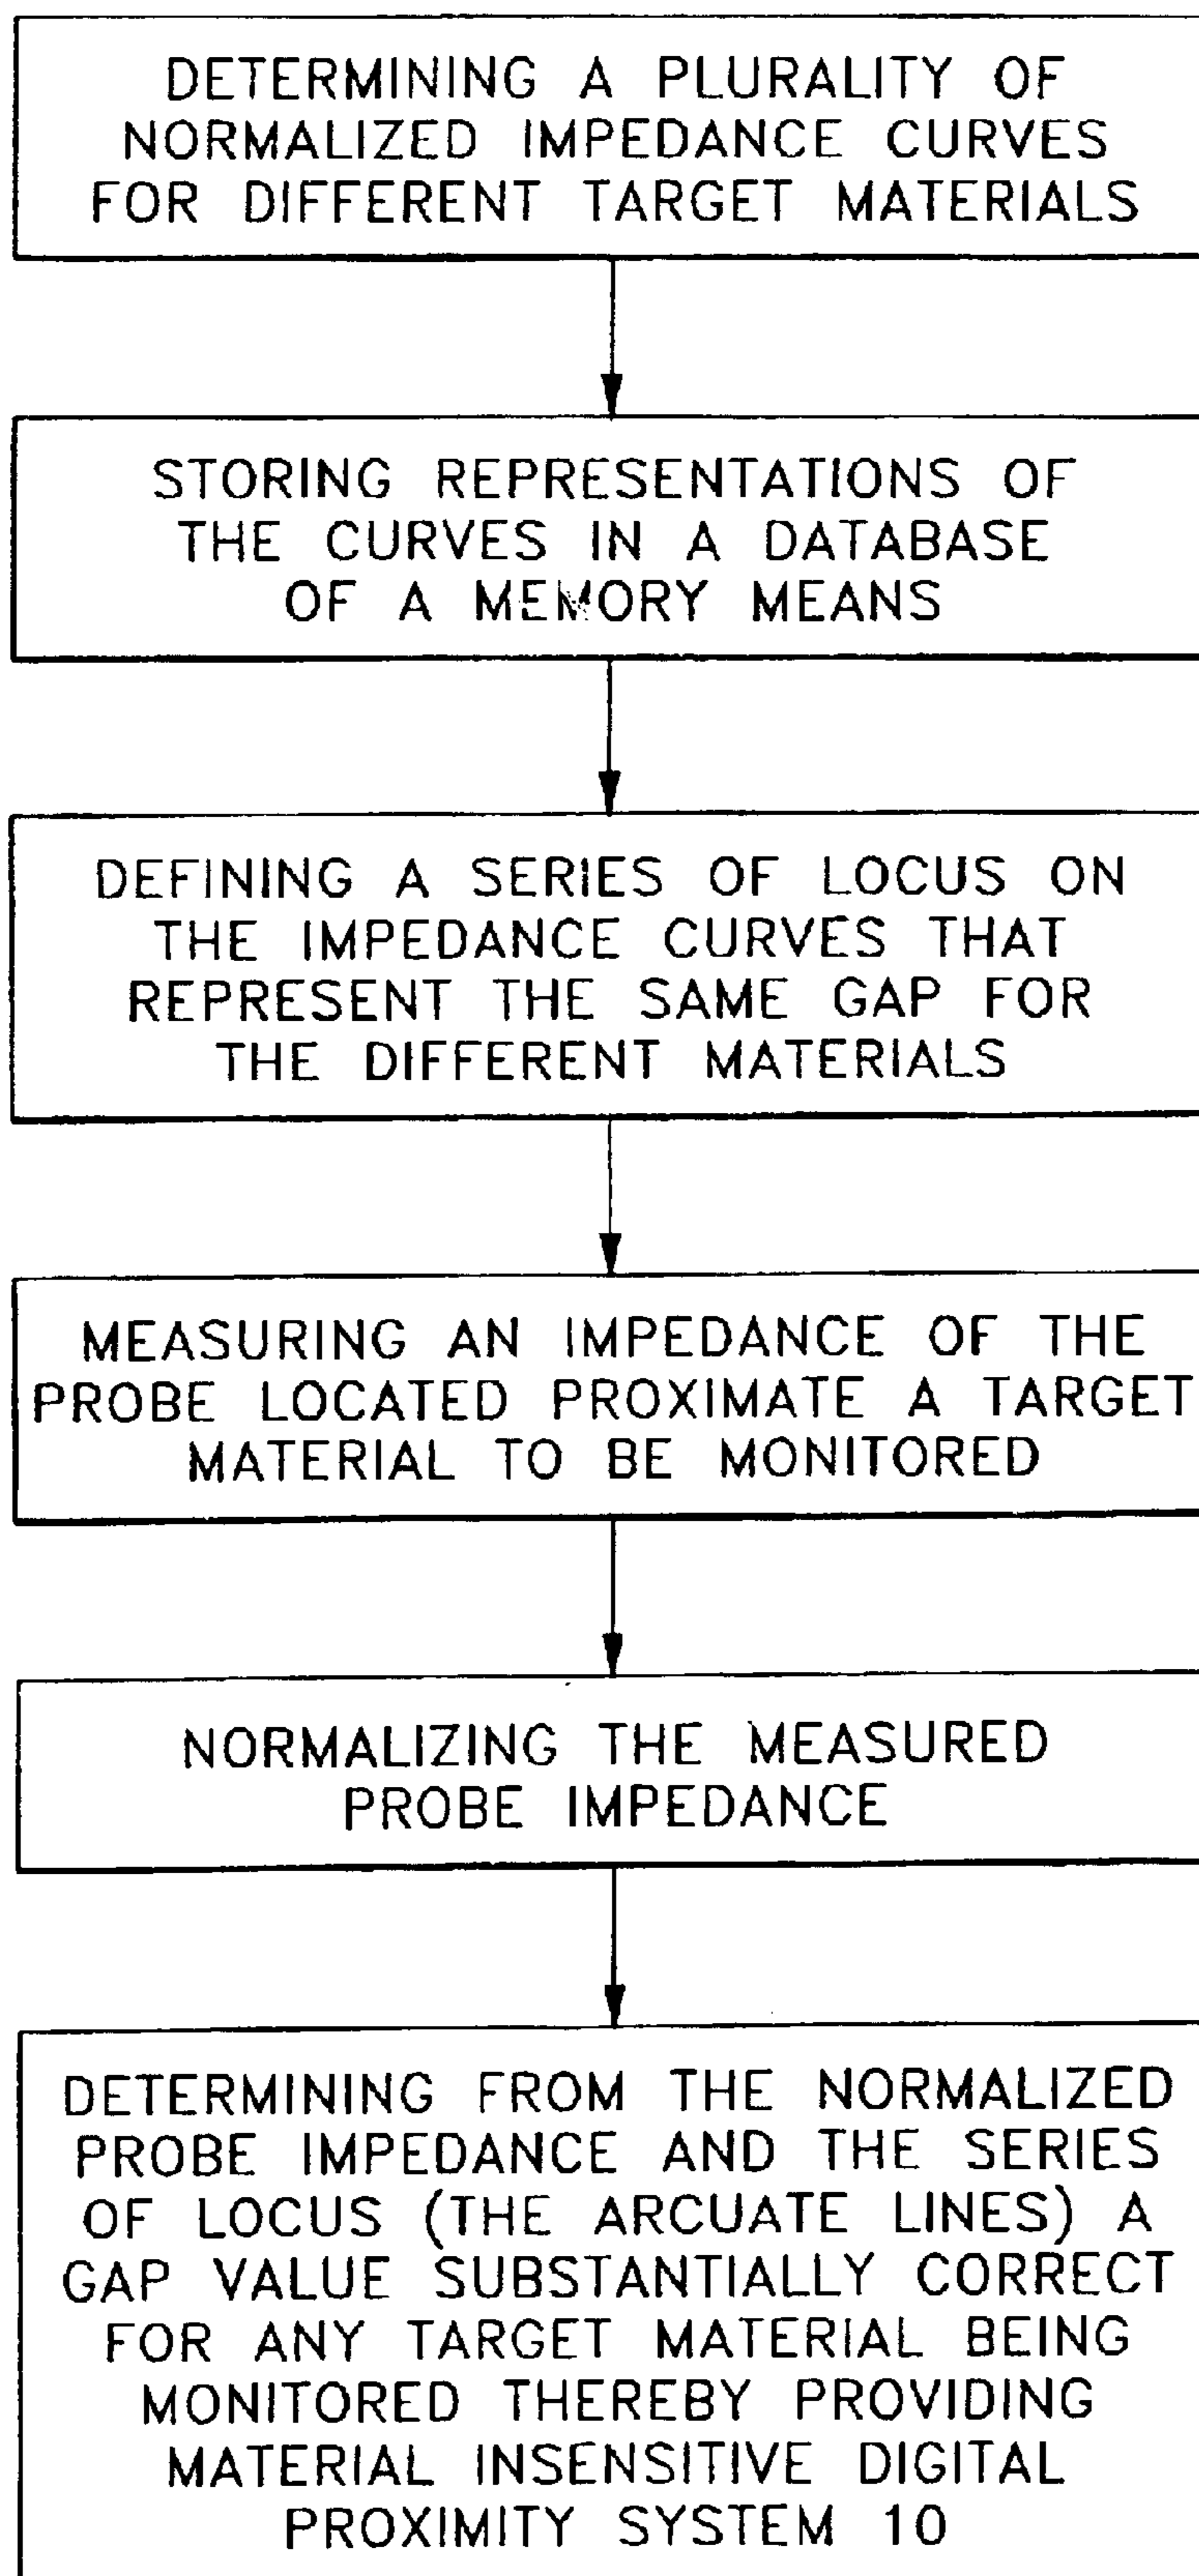 DETERMINING A PLURALITY OF
NORMALIZED IMPEDANCE CURVES
FOR DIFFERENT TARGET MATERIALS
STORING REPRESENTATIONS OF
THE CURVES IN A DATABASE
OF A MEMORY MEANS
DEFINING A SERIES OF LOCUS ON
THE IMPEDANCE CURVES THAT
REPRESENT THE SAME GAP FOR
THE DIFFERENT MATERIALS
MEASURING AN IMPEDANCE OF THE
PROBE LOCATED PROXIMATE A TARGET
MATERIAL TO BE MONITORED
NORMALIZING THE MEASURED
PROBE IMPEDANCE
DETERMINING FROM THE NORMALIZED
PROBE IMPEDANCE AND THE SERIES
OF LOCUS (THE ARCUATE LINES) A
GAP VALUE SUBSTANTIALLY CORRECT
FOR ANY TARGET MATERIAL BEING
MONITORED THEREBY PROVIDING
MATERIAL INSENSITIVE DIGITAL
PROXIMITY SYSTEM 10